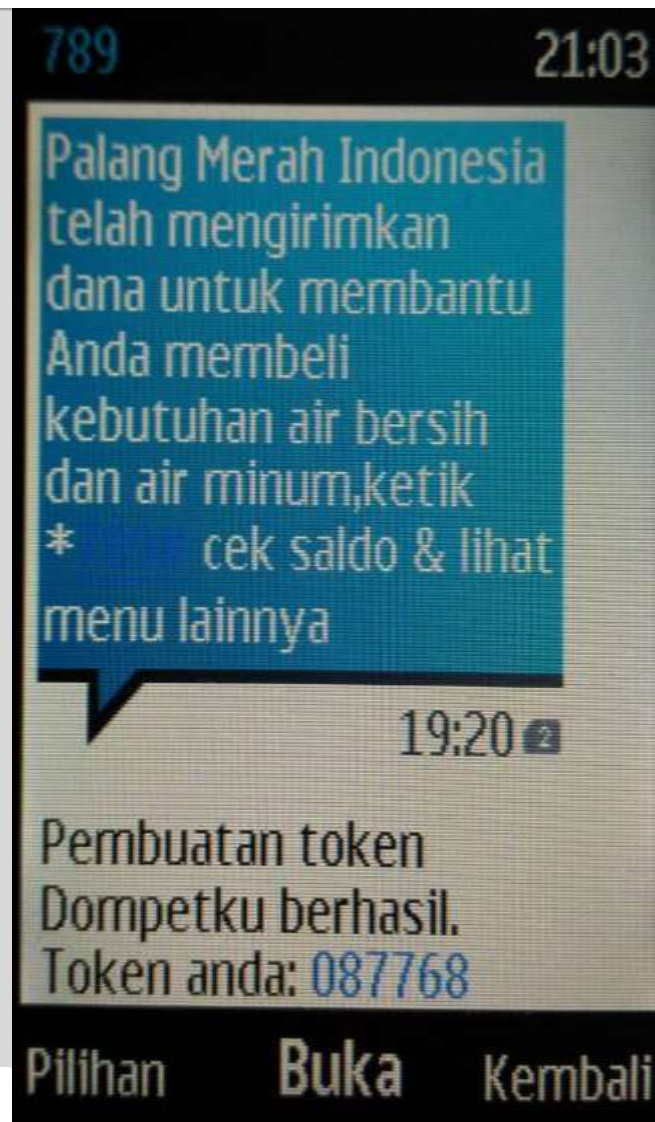 789 21:03
Palang Merah Indonesia
telah mengirimkan
dana untuk membantu
Anda membeli
kebutuhan air bersih
dan air minum,ketik
* cek saldo & lihat
menu lainnya
19:20 2
Pembuatan token
Dompetku berhasil.
Token anda: 087768
Pilihan Buka Kembali